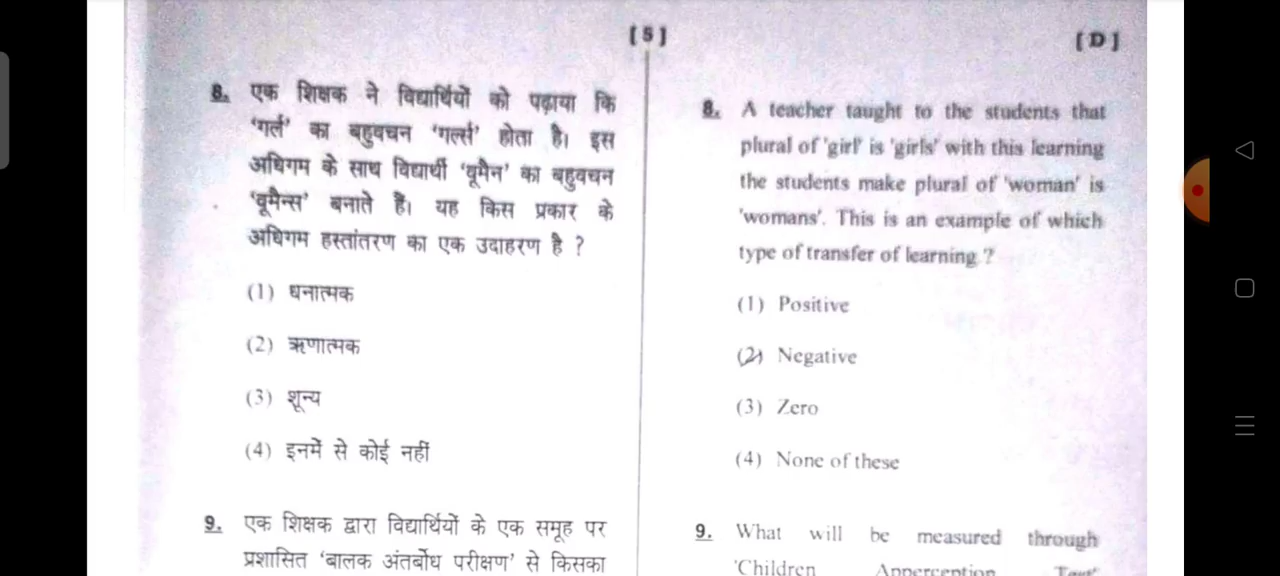 [ 5 ]
[ D ]
8. एक शिक्षक ने विद्यार्थियों को पढ़ाया कि
'गर्ल' का बहुवचन 'गर्ल्स' होता है। इस
अधिगम के साथ विद्यार्थी 'वूमैन' का बहुवचन
'वूमैन्स' बनाते हैं। यह किस प्रकार के
अधिगम हस्तांतरण का एक उदाहरण है ?
(1) धनात्मक
(2) ऋणात्मक
(3) शून्य
(4) इनमें से कोई नहीं
9. एक शिक्षक द्वारा विद्यार्थियों के एक समूह पर
प्रशासित 'बालक अंतर्बोध परीक्षण' से किसका
8. A teacher taught to the students that
plural of 'girl' is 'girls' with this learning
the students make plural of 'woman' is
'womans'. This is an example of which
type of transfer of learning ?
(1) Positive
(2) Negative
(3) Zero
(4) None of these
9. What will be measured through
'Children Apperception Test'